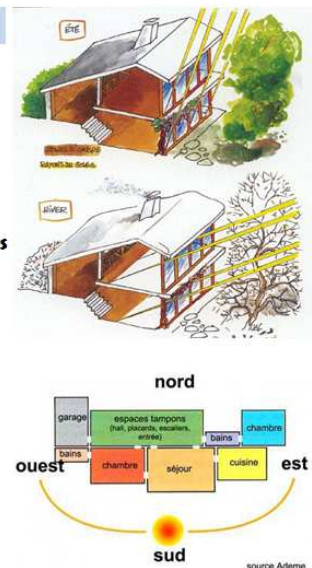 ÉTÉ
HIVER
s
nord
garage
espaces tampons
(hall, placards, escaliers,
entrée)
bains
chambre
bains
ouest
chambre
séjour
cuisine
est
sud
source Ademe